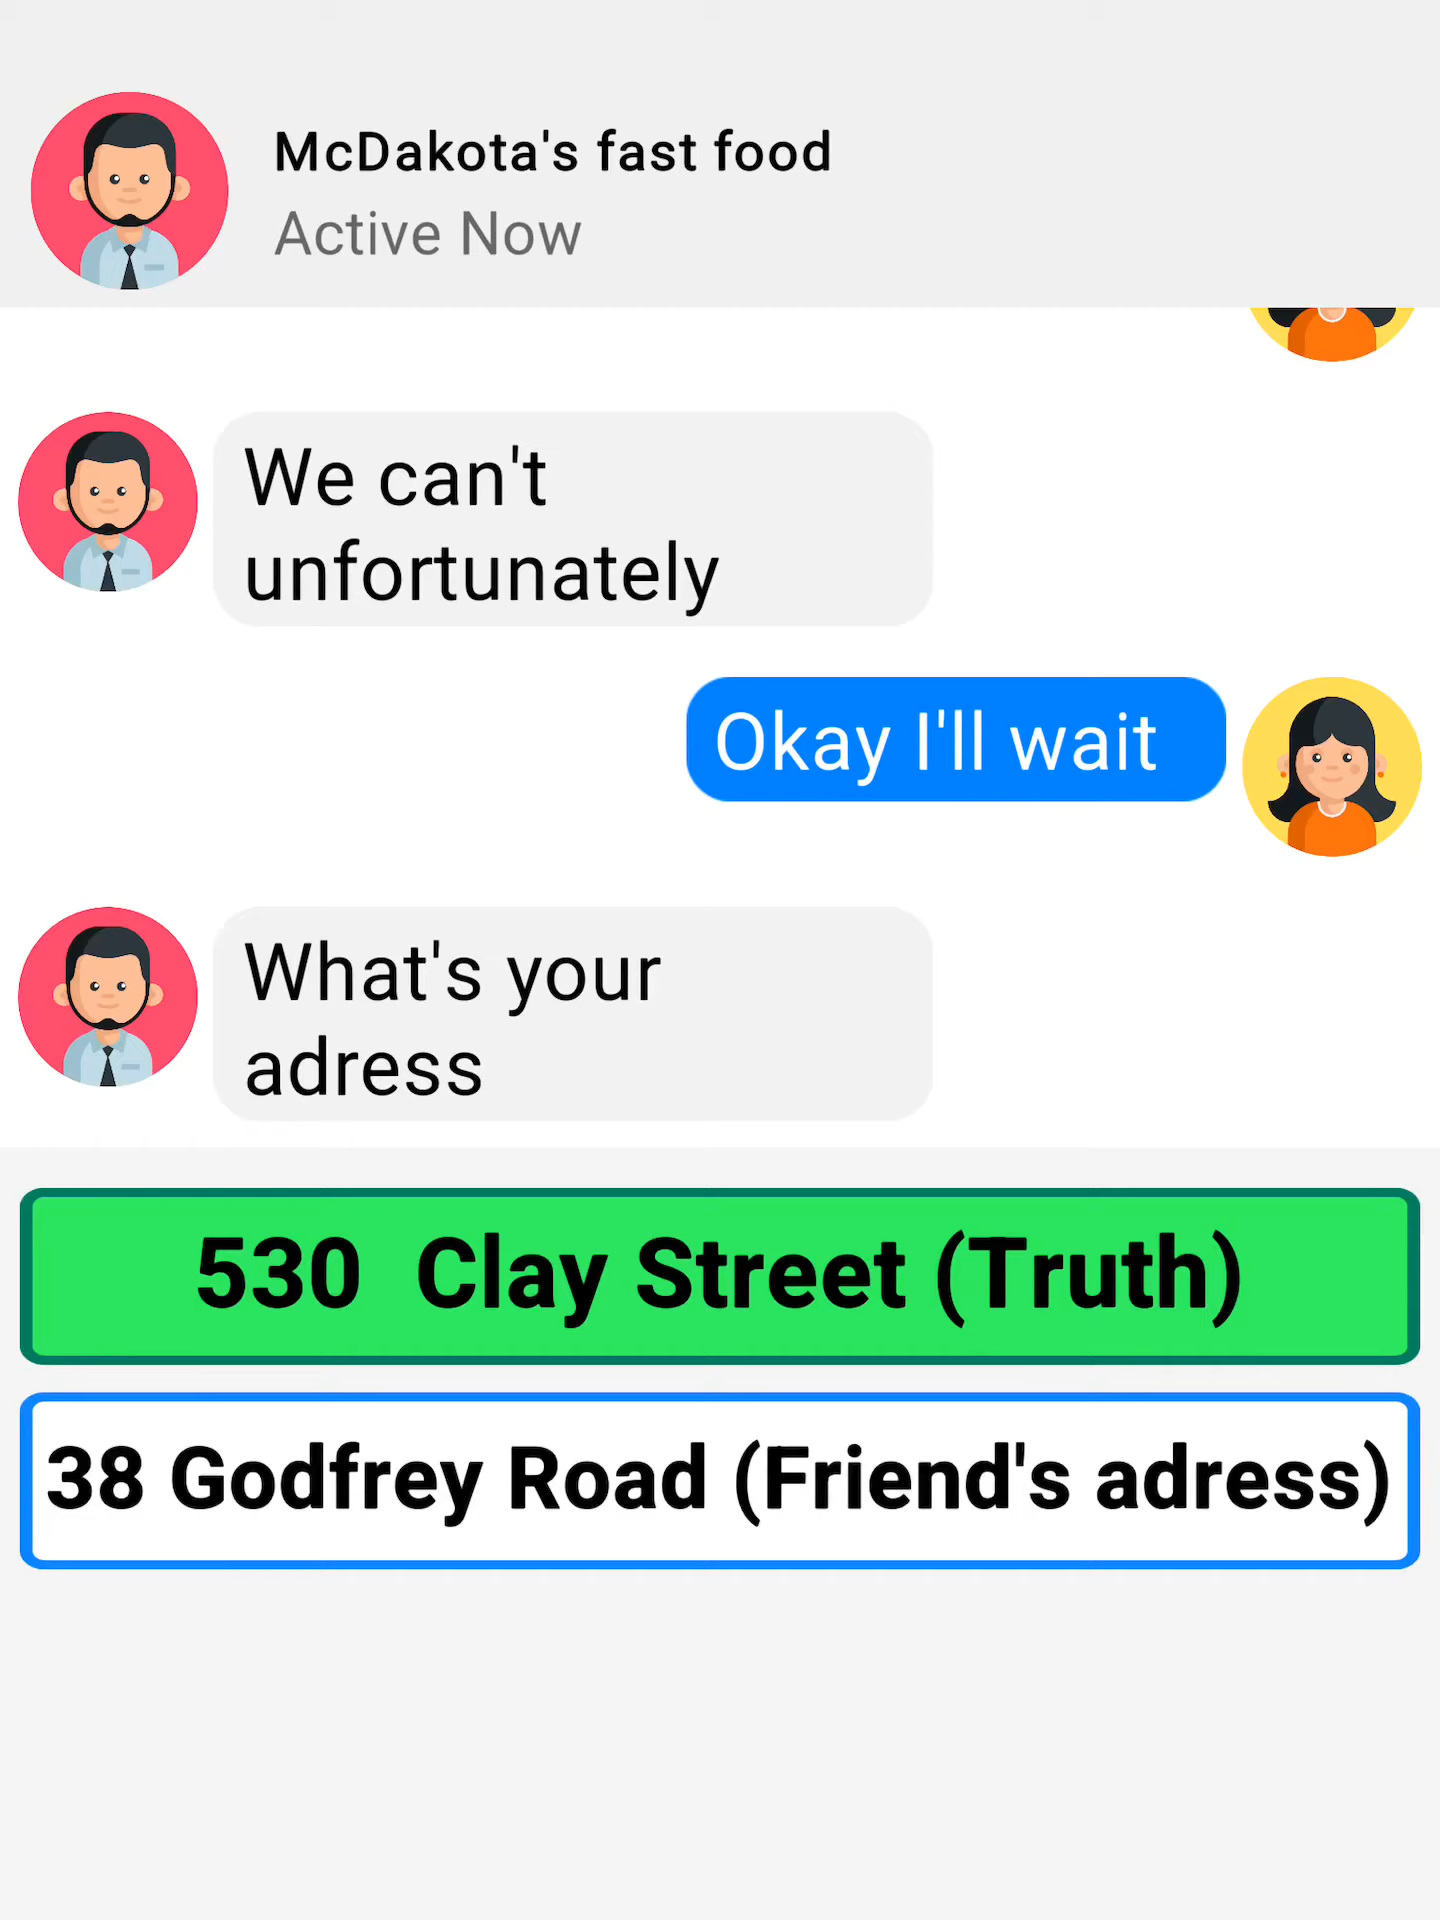 McDakota's fast food
Active Now
We can't
unfortunately
Okay I'll wait
What's your
adress
530  Clay Street (Truth)
38 Godfrey Road (Friend's adress)